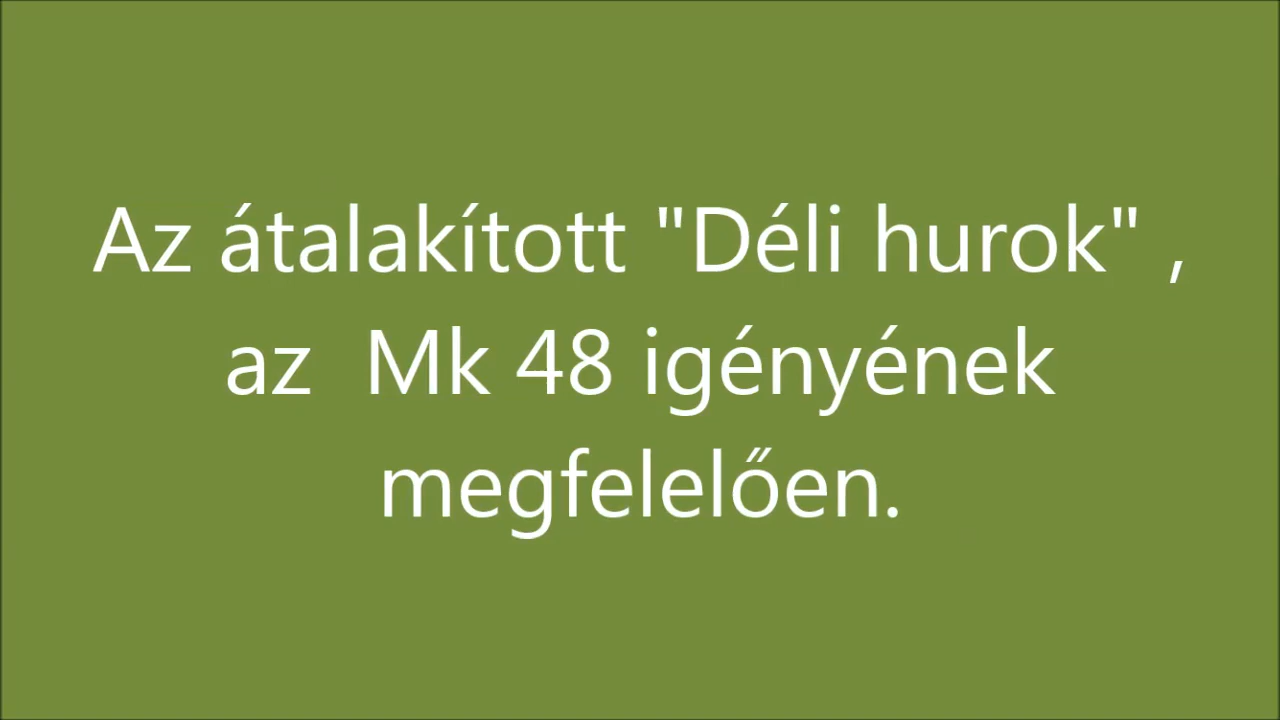 Az átalakított "Déli hurok" ,
az  Mk 48 igényének
megfelelően.